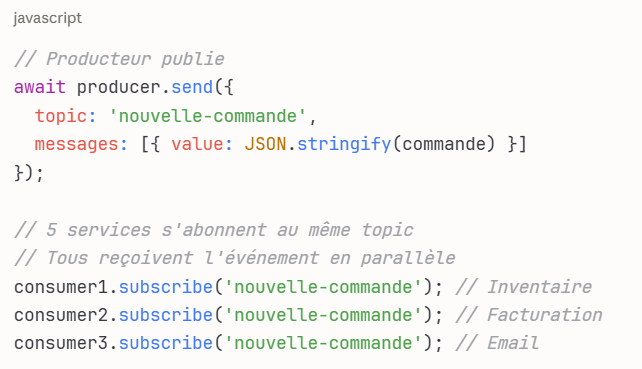 javascript
// Producteur publie
await producer.send({
  topic: 'nouvelle-commande',
  messages: [{ value: JSON.stringify(commande) }]
});
// 5 services s'abonnent au même topic
// Tous reçoivent l'événement en parallèle
consumer1.subscribe('nouvelle-commande'); // Inventaire
consumer2.subscribe('nouvelle-commande'); // Facturation
consumer3.subscribe('nouvelle-commande'); // Email